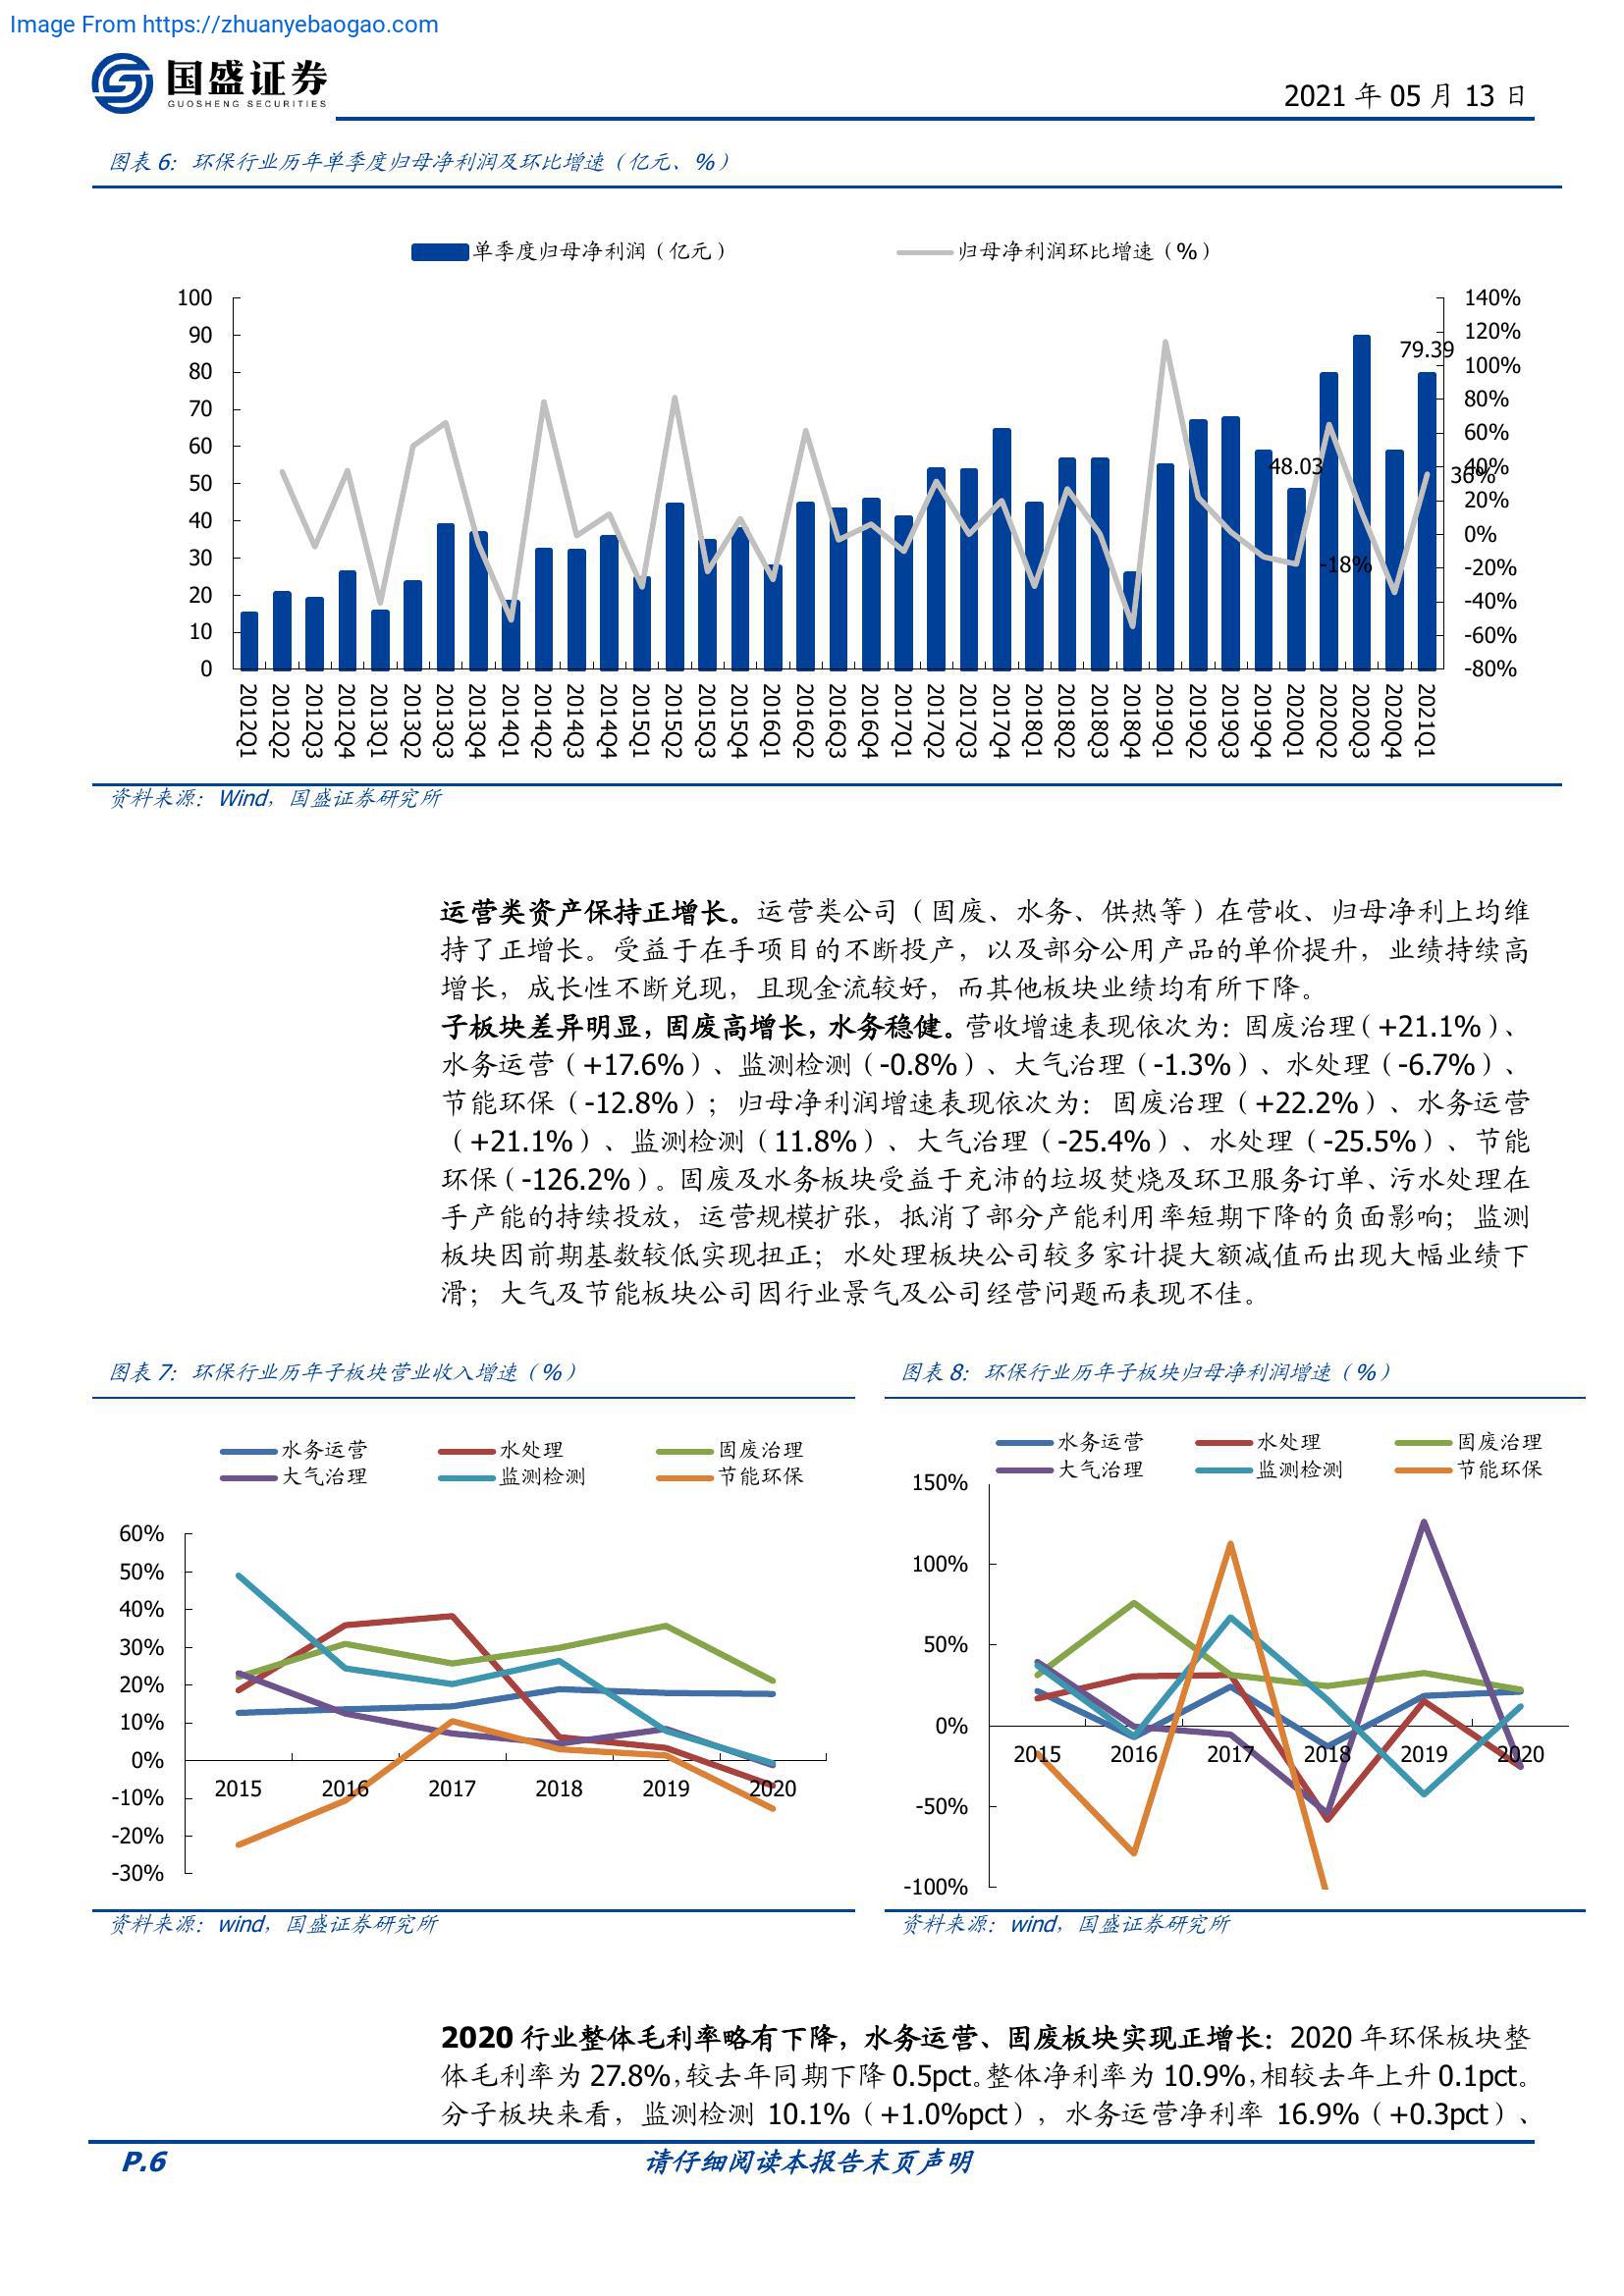 Image From https://zhuanyebaogao.com
国盛证券
GUOSHENG SECURITIES
2021 年 05 月 13 日
图表 6：环保行业历年单季度归母净利润及环比增速（亿元、%）
单季度归母净利润（亿元） 归母净利润环比增速（%）
100
90
80
70
60
50
40
30
20
10
0
140%
120%
100%
80%
60%
40%
20%
0%
-20%
-40%
-60%
-80%
79.39
48.03
36%
-18%
2012Q1 2012Q2 2012Q3 2012Q4 2013Q1 2013Q2 2013Q3 2013Q4 2014Q1 2014Q2 2014Q3 2014Q4 2015Q1 2015Q2 2015Q3 2015Q4 2016Q1 2016Q2 2016Q3 2016Q4 2017Q1 2017Q2 2017Q3 2017Q4 2018Q1 2018Q2 2018Q3 2018Q4 2019Q1 2019Q2 2019Q3 2019Q4 2020Q1 2020Q2 2020Q3 2020Q4 2021Q1
资料来源：Wind，国盛证券研究所
运营类资产保持正增长。运营类公司（固废、水务、供热等）在营收、归母净利上均维
持了正增长。受益于在手项目的不断投产，以及部分公用产品的单价提升，业绩持续高
增长，成长性不断兑现，且现金流较好，而其他板块业绩均有所下降。
子板块差异明显，固废高增长，水务稳健。营收增速表现依次为：固废治理（+21.1%）、
水务运营（+17.6%）、监测检测（-0.8%）、大气治理（-1.3%）、水处理（-6.7%）、
节能环保（-12.8%）；归母净利润增速表现依次为：固废治理（+22.2%）、水务运营
（+21.1%）、监测检测（11.8%）、大气治理（-25.4%）、水处理（-25.5%）、节能
环保（-126.2%）。固废及水务板块受益于充沛的垃圾焚烧及环卫服务订单、污水处理在
手产能的持续投放，运营规模扩张，抵消了部分产能利用率短期下降的负面影响；监测
板块因前期基数较低实现扭正；水处理板块公司较多家计提大额减值而出现大幅业绩下
滑；大气及节能板块公司因行业景气及公司经营问题而表现不佳。
图表 7：环保行业历年子板块营业收入增速（%）
水务运营 水处理 固废治理
大气治理 监测检测 节能环保
60%
50%
40%
30%
20%
10%
0%
-10%
-20%
-30%
2015 2016 2017 2018 2019 2020
资料来源：wind，国盛证券研究所
图表 8：环保行业历年子板块归母净利润增速（%）
水务运营 水处理 固废治理
大气治理 监测检测 节能环保
150%
100%
50%
0%
-50%
-100%
2015 2016 2017 2018 2019 2020
资料来源：wind，国盛证券研究所
2020 行业整体毛利率略有下降，水务运营、固废板块实现正增长：2020 年环保板块整
体毛利率为 27.8%，较去年同期下降 0.5pct。整体净利率为 10.9%，相较去年上升 0.1pct。
分子板块来看，监测检测 10.1%（+1.0%pct），水务运营净利率 16.9%（+0.3pct）、
P.6 请仔细阅读本报告末页声明